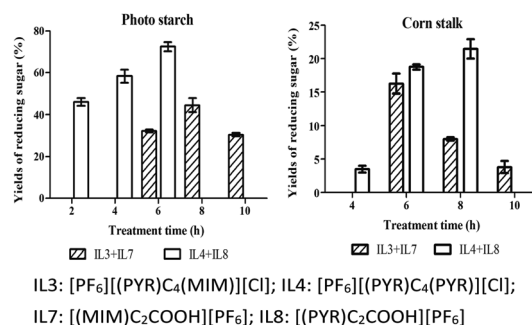 Photo starch
Yields of reducing sugar (%)
80
60
40
20
0
2 4 6 8 10
Treatment time (h)
IL3+IL7 IL4+IL8
Corn stalk
Yields of reducing sugar (%)
25
20
15
10
5
0
4 6 8 10
Treatment time (h)
IL3+IL7 IL4+IL8
IL3: [PF₆][(PYR)C₄(MIM)][Cl]; IL4: [PF₆][(PYR)C₄(PYR)][Cl];
IL7: [(MIM)C₂COOH][PF₆]; IL8: [(PYR)C₂COOH][PF₆]